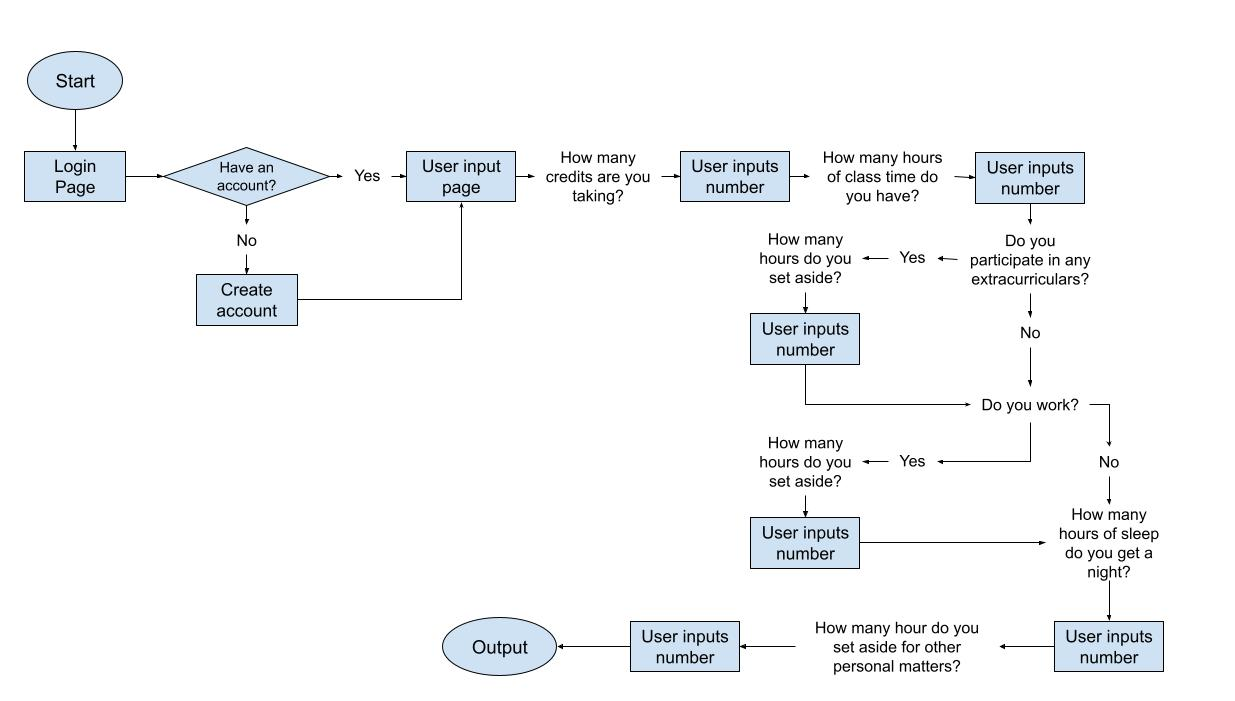 Start
Login
Page
Have an
account?
Yes
No
Create
account
User input
page
How many
credits are you
taking?
User inputs
number
How many hours
of class time do
you have?
User inputs
number
Do you
participate in any
extracurriculars?
Yes
How many
hours do you
set aside?
User inputs
number
No
Do you work?
Yes
How many
hours do you
set aside?
User inputs
number
No
How many
hours of sleep
do you get a
night?
User inputs
number
How many hour do you
set aside for other
personal matters?
User inputs
number
Output